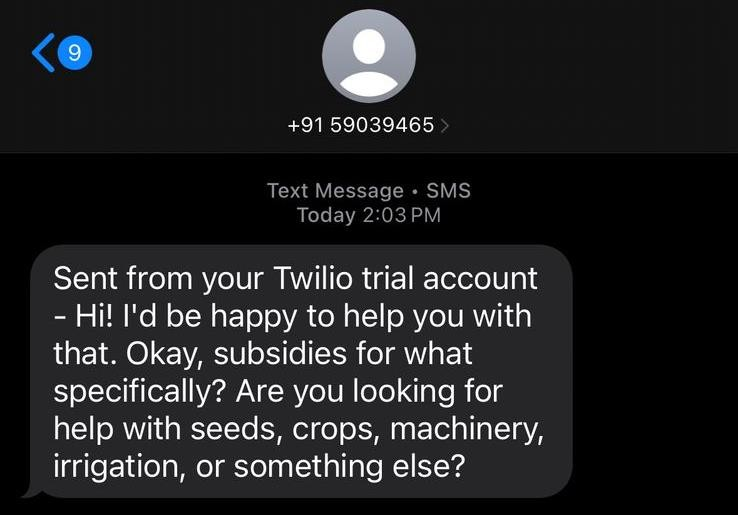 9
+91 59039465
Text Message • SMS
Today 2:03 PM
Sent from your Twilio trial account
- Hi! I'd be happy to help you with
that. Okay, subsidies for what
specifically? Are you looking for
help with seeds, crops, machinery,
irrigation, or something else?